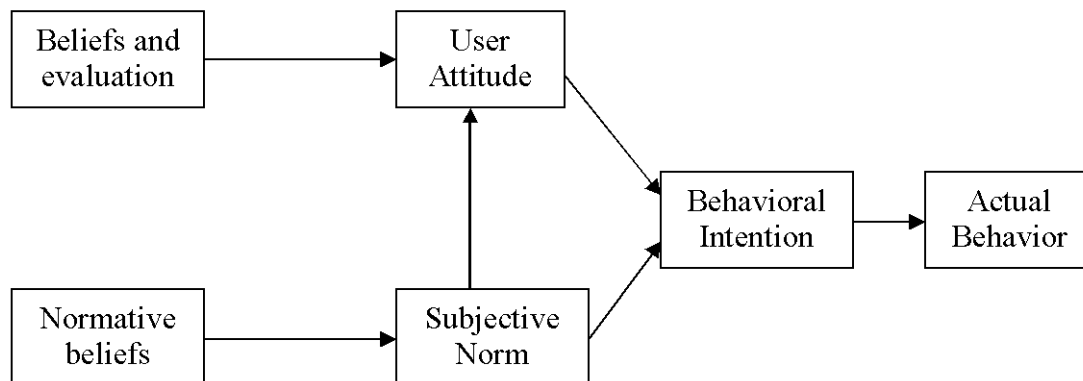 Beliefs and
evaluation
User
Attitude
Behavioral
Intention
Actual
Behavior
Normative
beliefs
Subjective
Norm